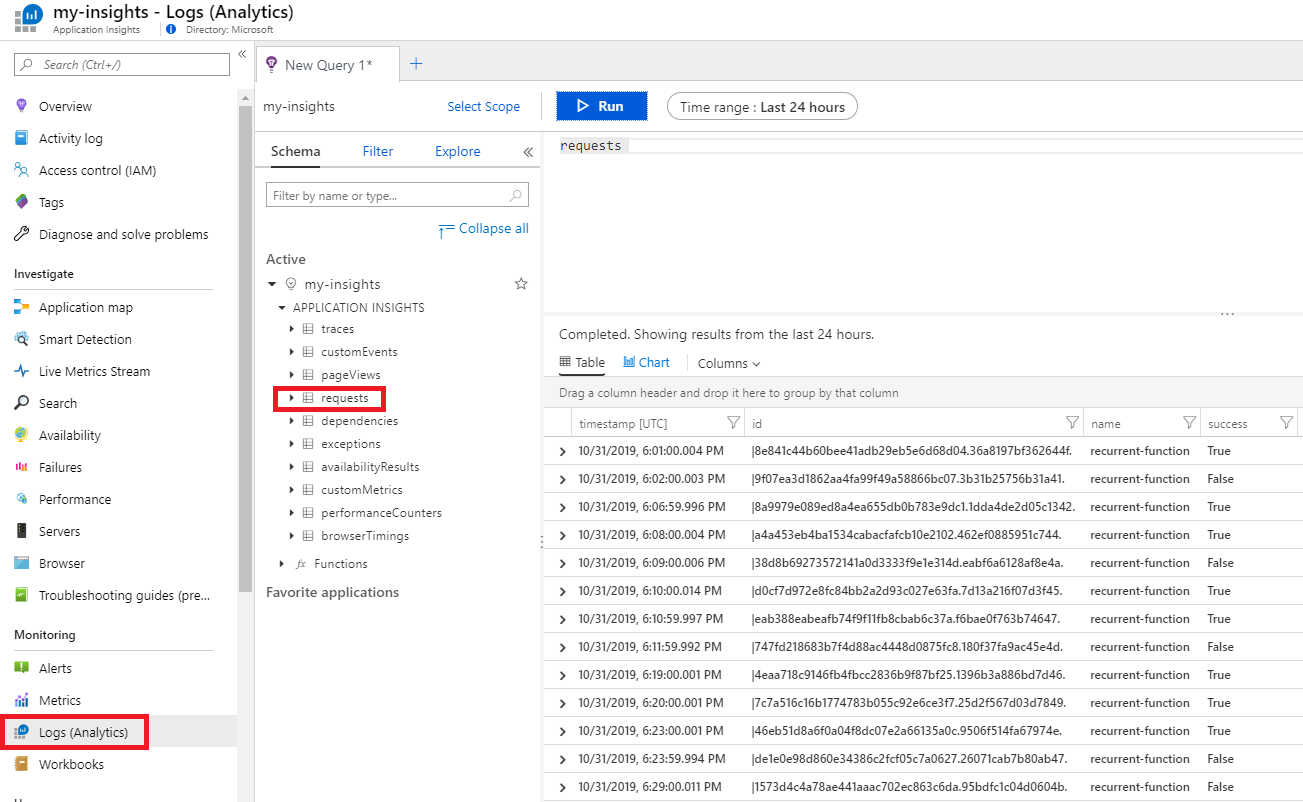 my-insights - Logs (Analytics)
Application Insights
Directory: Microsoft
Search (Ctrl+/)
Overview
Activity log
Access control (IAM)
Tags
Diagnose and solve problems
Investigate
Application map
Smart Detection
Live Metrics Stream
Search
Availability
Failures
Performance
Servers
Browser
Troubleshooting guides (pre...
Monitoring
Alerts
Metrics
Logs (Analytics)
Workbooks
New Query 1*
my-insights
Select Scope
Run
Time range : Last 24 hours
Schema
Filter
Explore
Filter by name or type...
Collapse all
Active
my-insights
APPLICATION INSIGHTS
traces
customEvents
pageViews
requests
dependencies
exceptions
availabilityResults
customMetrics
performanceCounters
browserTimings
fx Functions
Favorite applications
requests
Completed. Showing results from the last 24 hours.
Table
Chart
Columns
Drag a column header and drop it here to group by that column
timestamp [UTC] id name success
10/31/2019, 6:01:00.004 PM |8e841c44b60bee41adb29eb5e6d68d04.36a8197bf362644f. recurrent-function True
10/31/2019, 6:02:00.003 PM |9f07ea3d1862aa4fa99f49a58866bc07.3b31b25756b31a41. recurrent-function False
10/31/2019, 6:06:59.996 PM |8a9979e089ed8a4ea655db0b783e9dc1.1dda4de2d05c1342. recurrent-function True
10/31/2019, 6:08:00.004 PM |a4a453eb4ba1534cabacfafcb10e2102.462ef0885951c744. recurrent-function True
10/31/2019, 6:09:00.006 PM |38d8b69273572141a0d3333f9e1e314d.eabf6a6128af8e4a. recurrent-function False
10/31/2019, 6:10:00.014 PM |d0cf7d972e8fc84bb2a2d93c027e63fa.7d13a216f07d3f45. recurrent-function True
10/31/2019, 6:10:59.997 PM |eab388eabeafb74f9f11fb8cbab6c37a.f6bae0f763b74647. recurrent-function True
10/31/2019, 6:11:59.992 PM |747fd218683b7f4d88ac4448d0875fc8.180f37fa9ac45e4d. recurrent-function False
10/31/2019, 6:19:00.001 PM |4eaa718c9146fb4fbcc2836b9f87bf25.1396b3a886bd7d46. recurrent-function True
10/31/2019, 6:20:00.001 PM |7c7a516c16b1774783b055c92e6ce3f7.25d2f567d03d7849. recurrent-function True
10/31/2019, 6:23:00.001 PM |46eb51d8a6f0a04f8dc07e2a66135a0c.9506f514fa67974e. recurrent-function True
10/31/2019, 6:23:59.994 PM |de1e0e98d860e34386c2fcf05c7a0627.26071cab7b80ab47. recurrent-function False
10/31/2019, 6:29:00.011 PM |1573d4c4a78ae441aaac702ec863c6da.95bdfc1c04d0604b. recurrent-function False